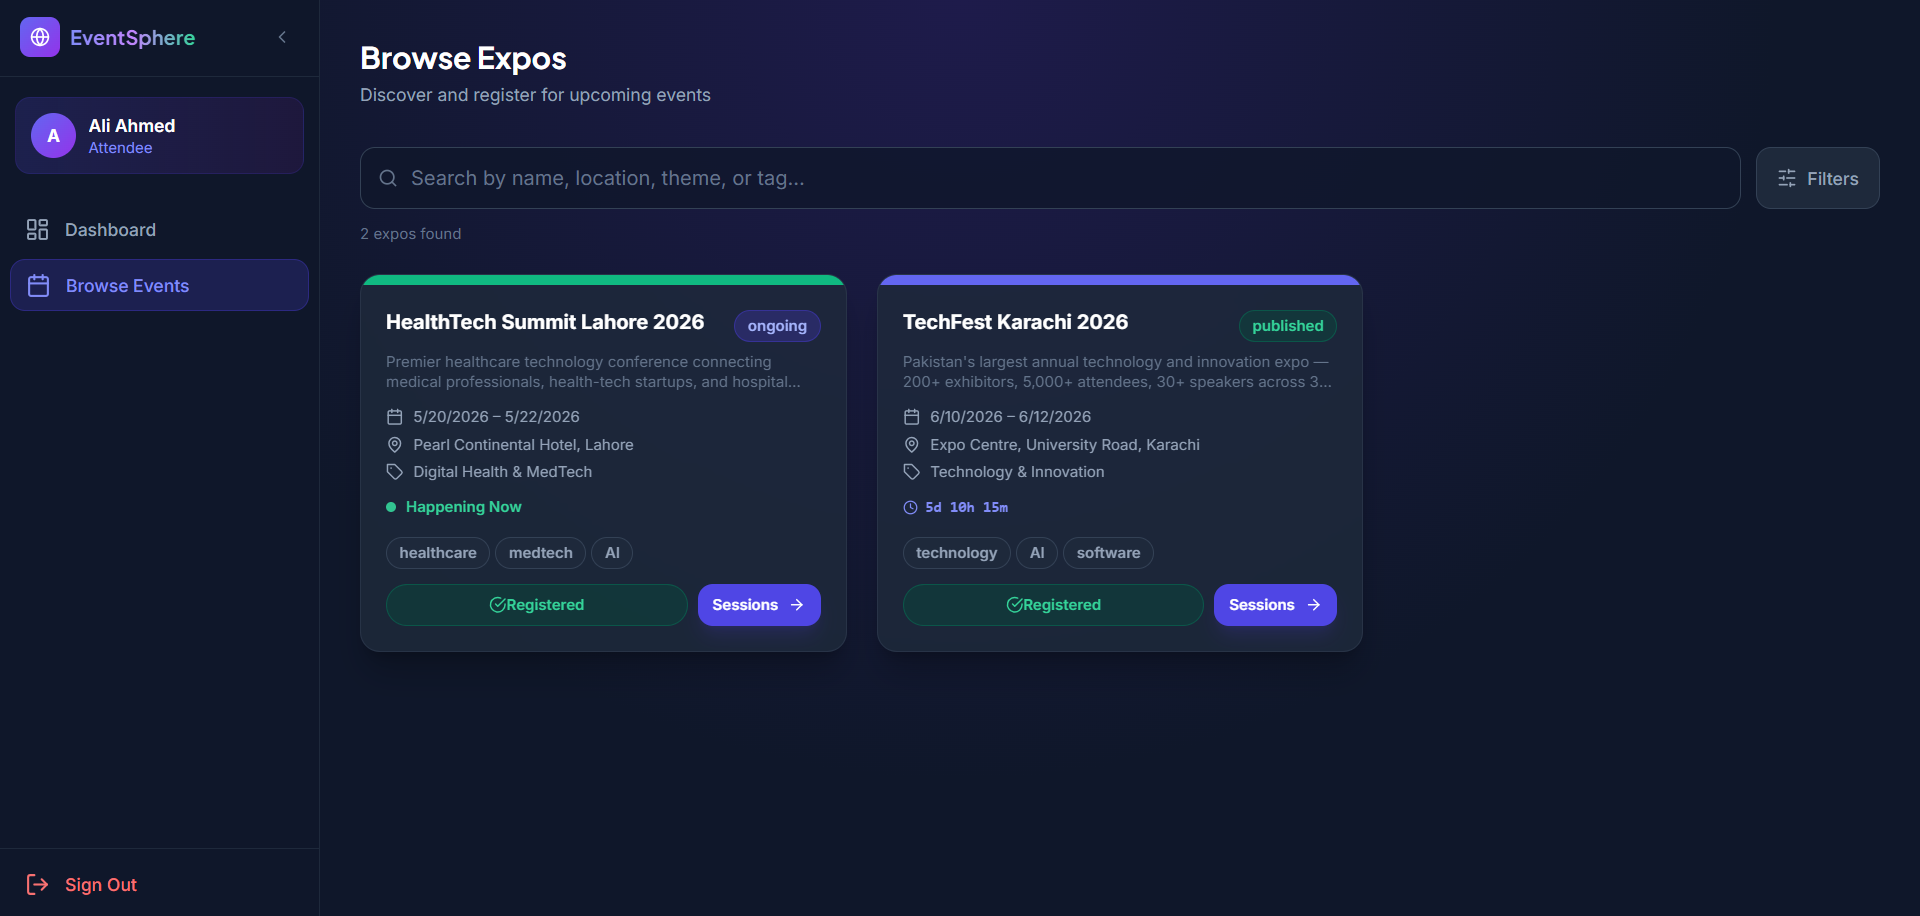 EventSphere
A
Ali Ahmed
Attendee
Dashboard
Browse Events
Sign Out
Browse Expos
Discover and register for upcoming events
Search by name, location, theme, or tag...
Filters
2 expos found
HealthTech Summit Lahore 2026
ongoing
Premier healthcare technology conference connecting
medical professionals, health-tech startups, and hospital...
5/20/2026 – 5/22/2026
Pearl Continental Hotel, Lahore
Digital Health & MedTech
Happening Now
healthcare
medtech
AI
Registered
Sessions
TechFest Karachi 2026
published
Pakistan's largest annual technology and innovation expo —
200+ exhibitors, 5,000+ attendees, 30+ speakers across 3...
6/10/2026 – 6/12/2026
Expo Centre, University Road, Karachi
Technology & Innovation
5d 10h 15m
technology
AI
software
Registered
Sessions